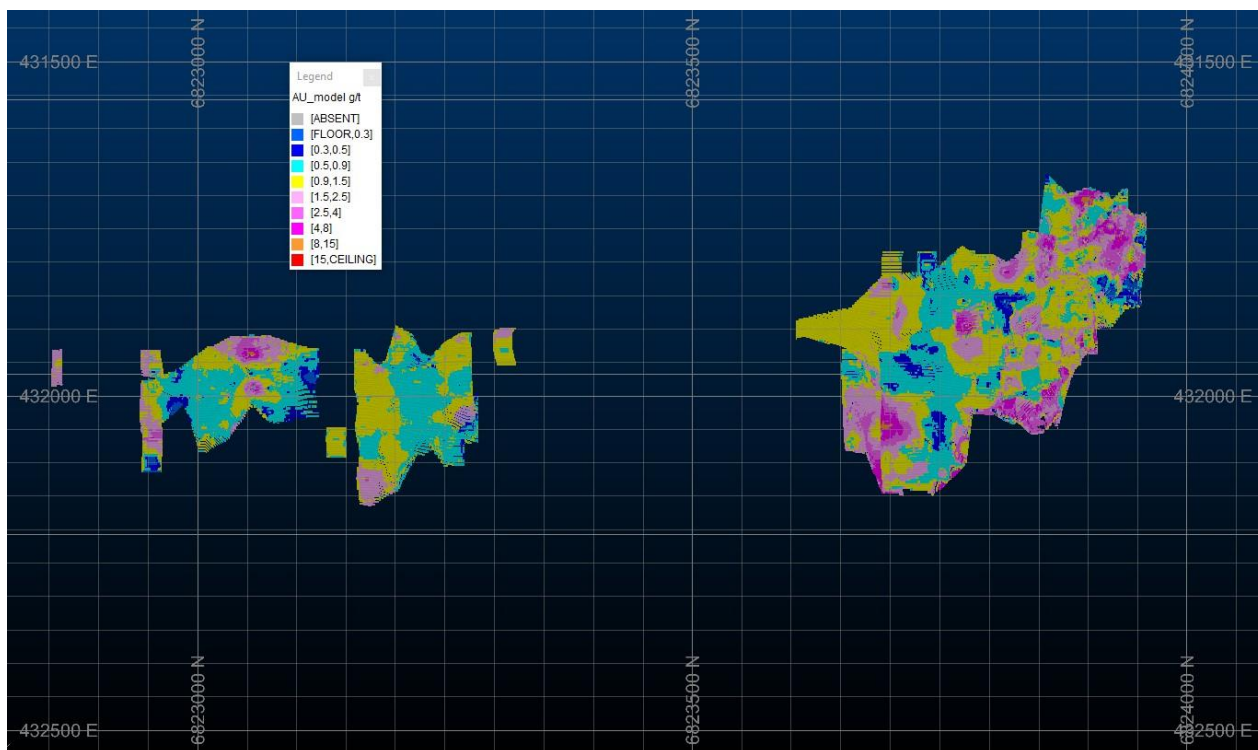 6823000 N
6823500 N
6824000 N
431500 E
431500 E
Legend
AU_model g/t
[ABSENT]
[FLOOR,0.3]
[0.3,0.5]
[0.5,0.9]
[0.9,1.5]
[1.5,2.5]
[2.5,4]
[4,8]
[8,15]
[15,CEILING]
432000 E
432000 E
6823000 N
6823500 N
6824000 N
432500 E
432500 E